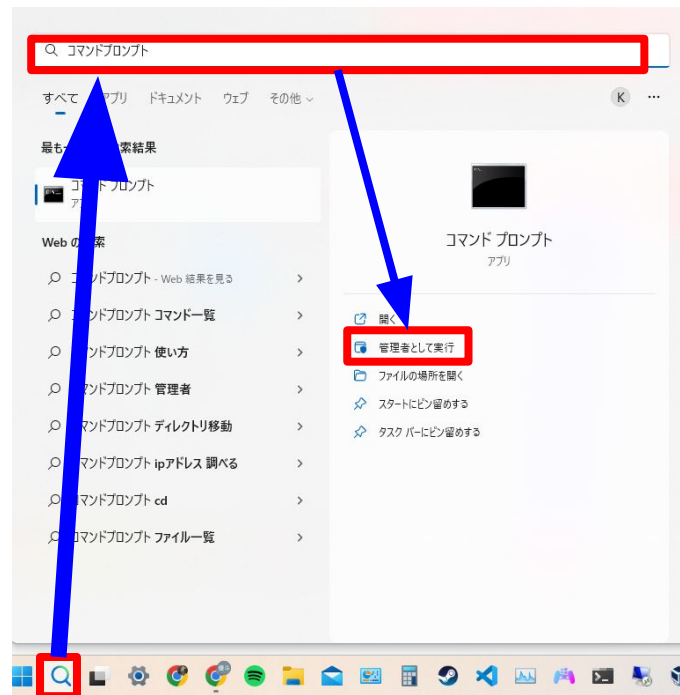 コマンドプロンプト
すべて アプリ ドキュメント ウェブ その他
K ...
索結果
コマンド プロンプト
Web の
コマンド プロンプト
アプリ
マンドプロンプト - Web 結果を見る
マンドプロンプト コマンド一覧
マンドプロンプト 使い方
マンドプロンプト 管理者
マンドプロンプト ディレクトリ移動
マンドプロンプト ipアドレス 調べる
マンドプロンプト cd
マンドプロンプト ファイル一覧
開く
管理者として実行
ファイルの場所を開く
スタートにピン留めする
タスク バーにピン留めする